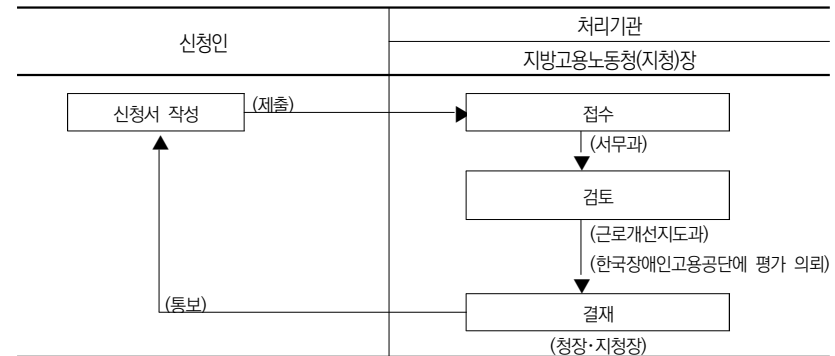 신청인
처리기관
지방고용노동청(지청)장
신청서 작성
(제출)
접수
(서무과)
검토
(근로개선지도과)
(한국장애인고용공단에 평가 의뢰)
(통보)
결재
(청장·지청장)